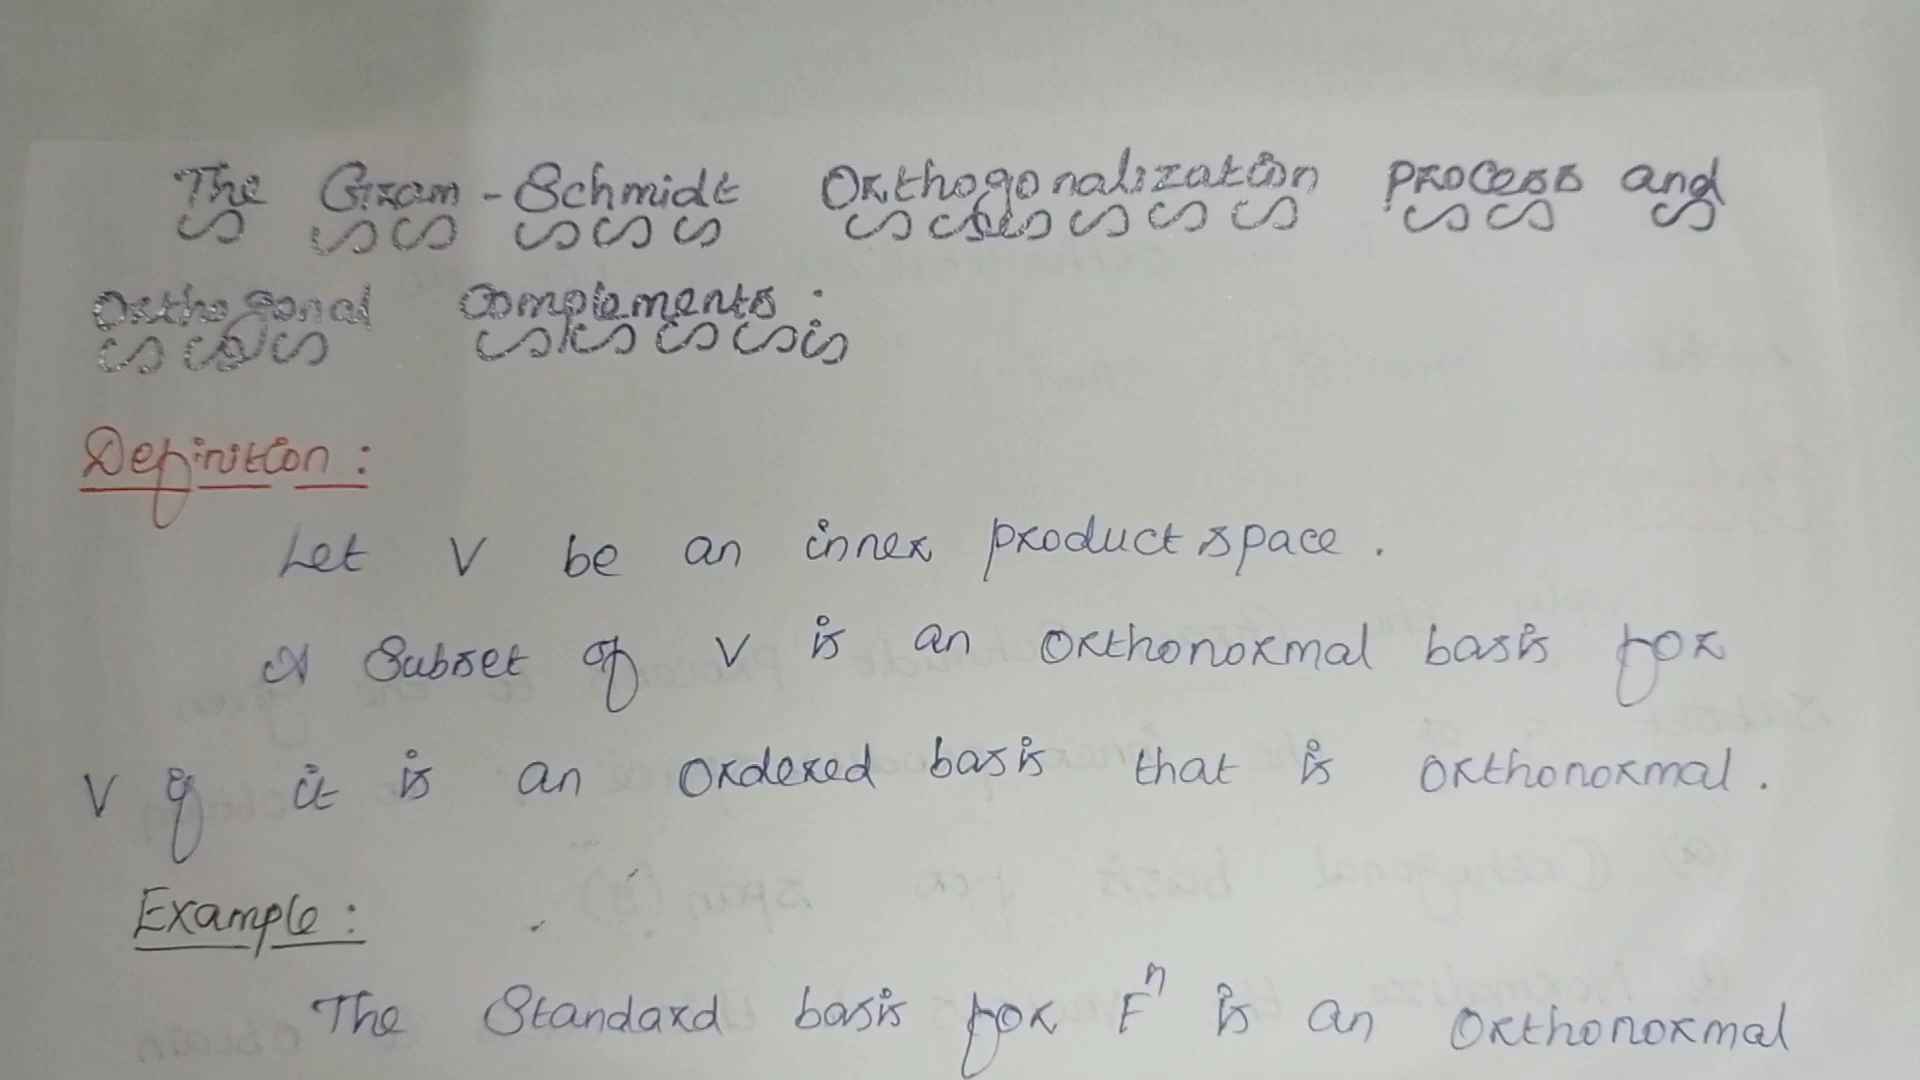 The Gram-Schmidt Orthogonalization process and
Orthogonal Complements:
Definition:
Let V be an inner product space.
A Subset of V is an orthonormal basis for
V if it is an ordered basis that is orthonormal.
Example:
The Standard basis for Fⁿ is an orthonormal